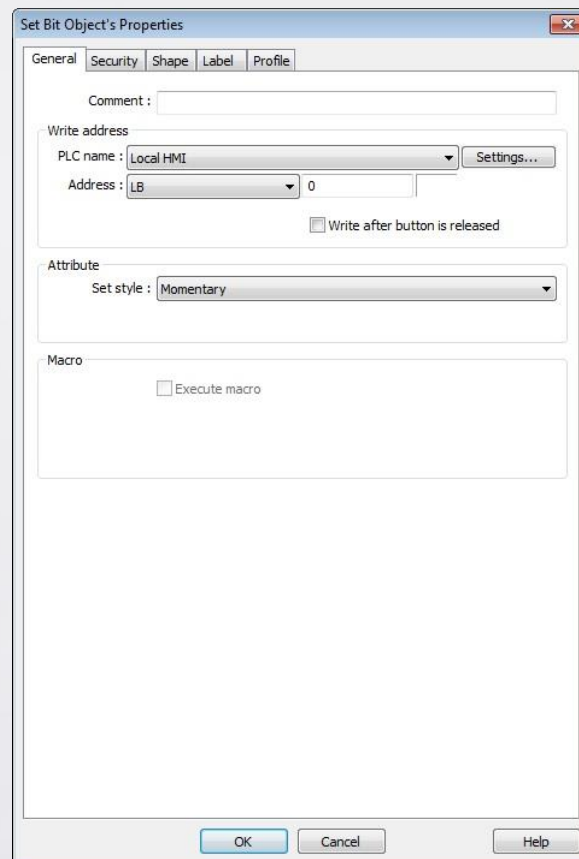 Set Bit Object's Properties
General Security Shape Label Profile
Comment :
Write address
PLC name : Local HMI Settings...
Address : LB 0
Write after button is released
Attribute
Set style : Momentary
Macro
Execute macro
OK Cancel Help